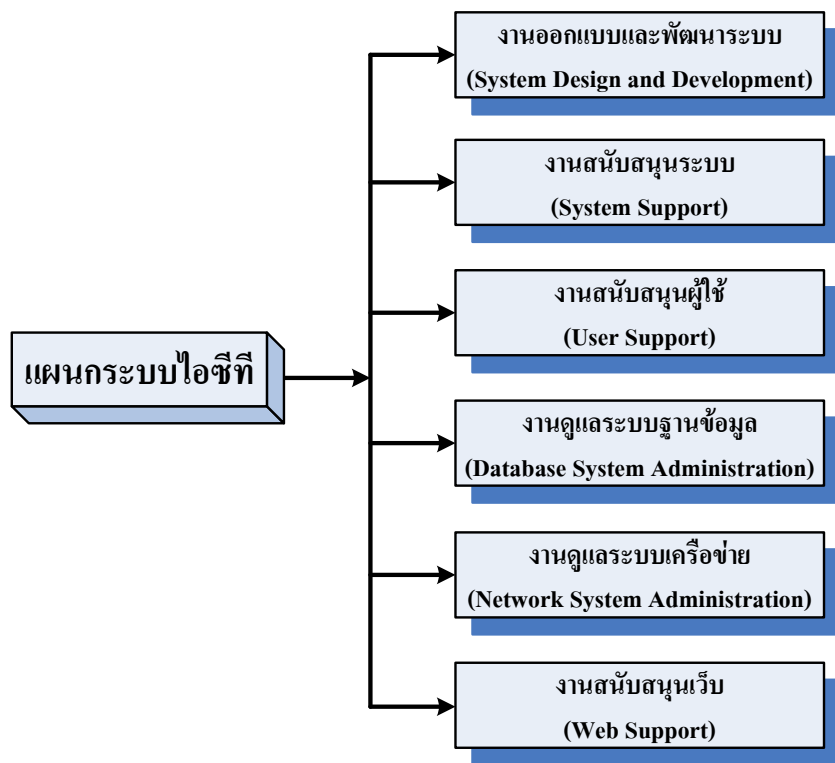 แผนกระบบไอซีที
งานออกแบบและพัฒนาระบบ
(System Design and Development)
งานสนับสนุนระบบ
(System Support)
งานสนับสนุนผู้ใช้
(User Support)
งานดูแลระบบฐานข้อมูล
(Database System Administration)
งานดูแลระบบเครือข่าย
(Network System Administration)
งานสนับสนุนเว็บ
(Web Support)